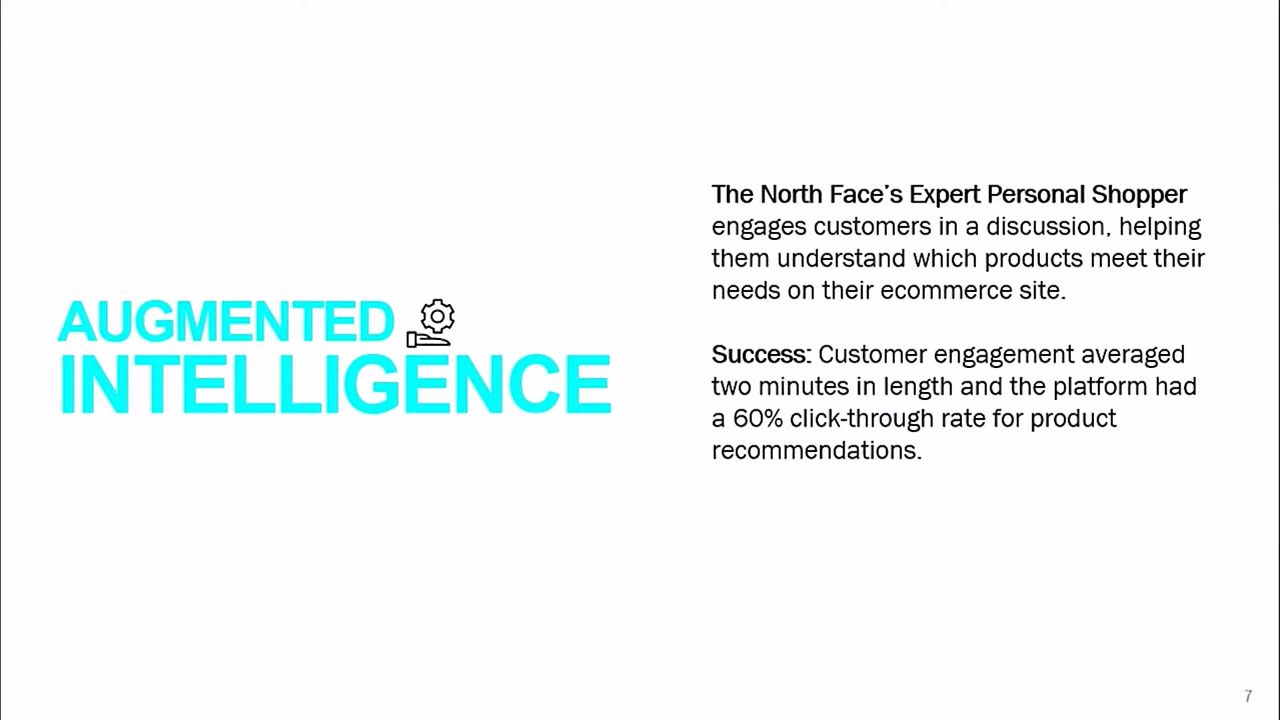 AUGMENTED
INTELLIGENCE
The North Face's Expert Personal Shopper
engages customers in a discussion, helping
them understand which products meet their
needs on their ecommerce site.
Success: Customer engagement averaged
two minutes in length and the platform had
a 60% click-through rate for product
recommendations.
7